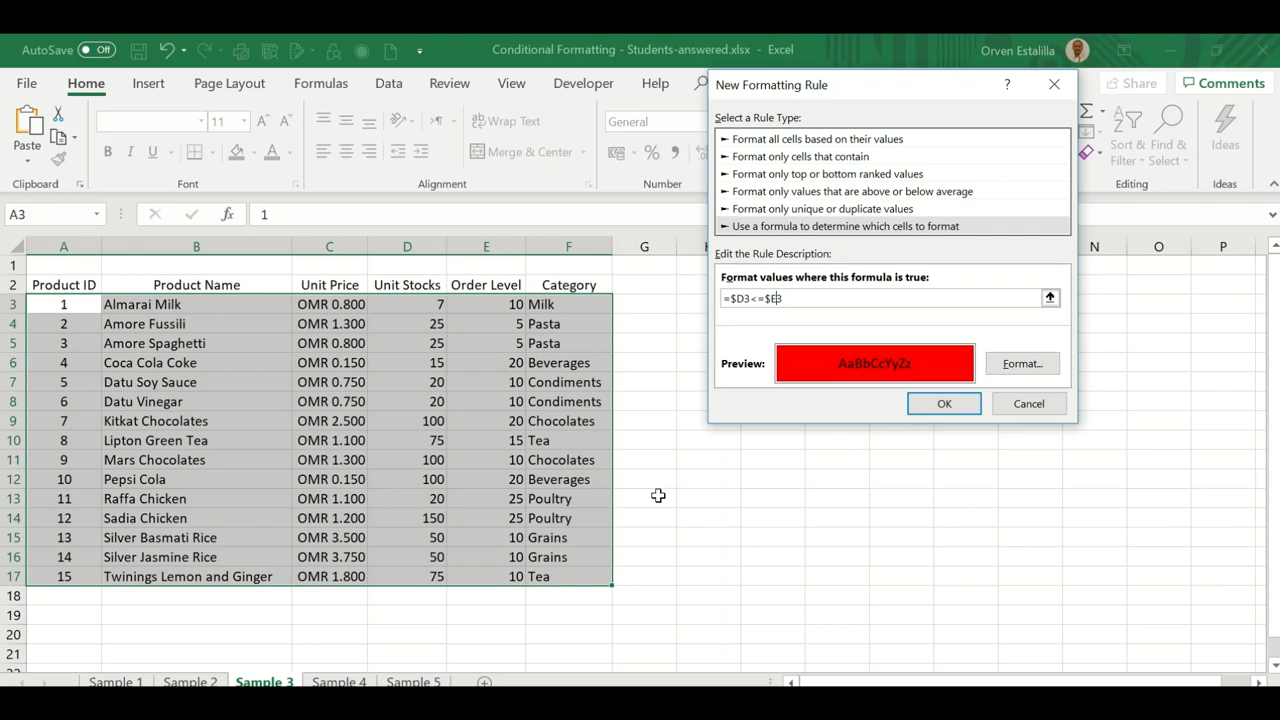 AutoSave Off
Conditional Formatting - Students-answered.xlsx - Excel
Orven Estalilla
File Home Insert Page Layout Formulas Data Review View Developer Help
Share Comments
Paste
11
Wrap Text
Merge & Center
General
Sort & Find &
Filter Select
Ideas
Clipboard Font Alignment Number Editing Ideas
A3 fx 1
A B C D E F G H N O P
1
2 Product ID Product Name Unit Price Unit Stocks Order Level Category
3 1 Almarai Milk OMR 0.800 7 10 Milk
4 2 Amore Fussili OMR 1.300 25 5 Pasta
5 3 Amore Spaghetti OMR 0.800 25 5 Pasta
6 4 Coca Cola Coke OMR 0.150 15 20 Beverages
7 5 Datu Soy Sauce OMR 0.750 20 10 Condiments
8 6 Datu Vinegar OMR 0.750 20 10 Condiments
9 7 Kitkat Chocolates OMR 2.500 100 20 Chocolates
10 8 Lipton Green Tea OMR 1.100 75 15 Tea
11 9 Mars Chocolates OMR 1.300 100 10 Chocolates
12 10 Pepsi Cola OMR 0.150 100 20 Beverages
13 11 Raffa Chicken OMR 1.100 20 25 Poultry
14 12 Sadia Chicken OMR 1.200 150 25 Poultry
15 13 Silver Basmati Rice OMR 3.500 50 10 Grains
16 14 Silver Jasmine Rice OMR 3.750 50 10 Grains
17 15 Twinings Lemon and Ginger OMR 1.800 75 10 Tea
18
19
20
21
Sample 1 Sample 2 Sample 3 Sample 4 Sample 5
New Formatting Rule
Select a Rule Type:
► Format all cells based on their values
► Format only cells that contain
► Format only top or bottom ranked values
► Format only values that are above or below average
► Format only unique or duplicate values
► Use a formula to determine which cells to format
Edit the Rule Description:
Format values where this formula is true:
=$D3<=$E3
Preview: AaBbCcYyZz Format...
OK Cancel